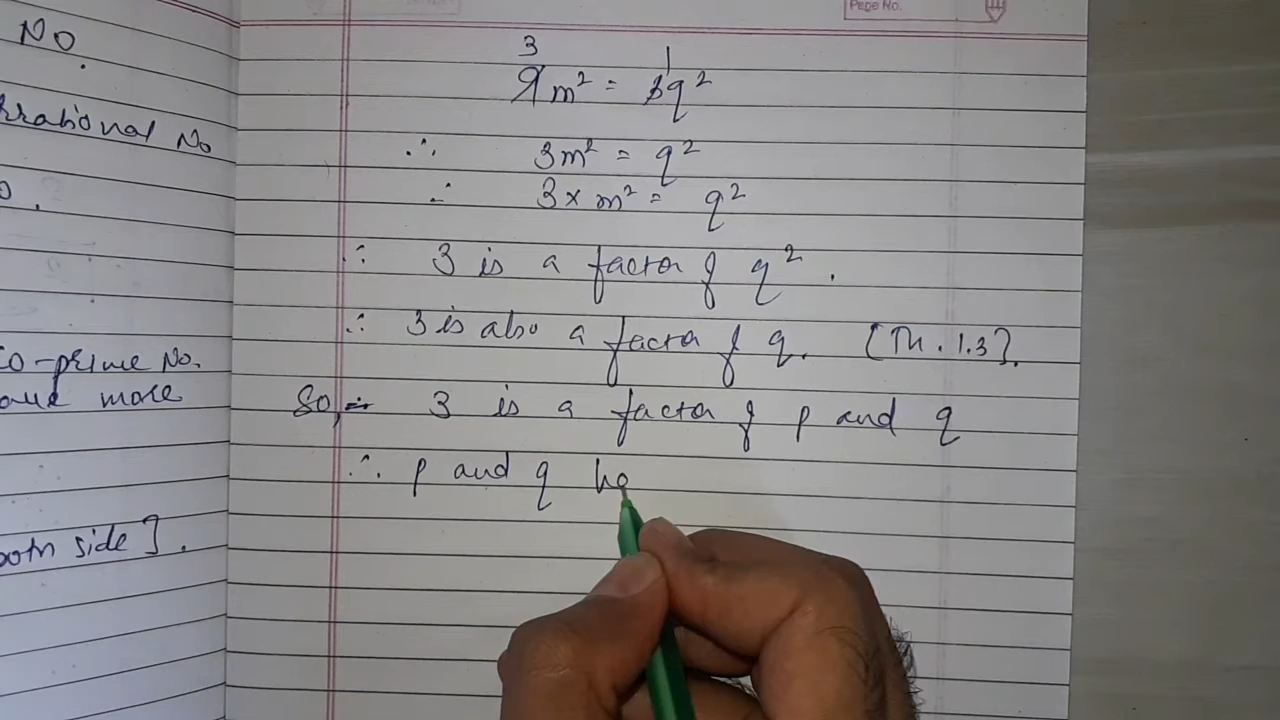 NO.
rrational No
o.
co-prime No.
and more
both side].
Page No.
3 1
9m² = 3q²
∴ 3m² = q²
∴ 3 × m² = q²
∴ 3 is a factor of q².
∴ 3 is also a factor of q. [Th. 1.3].
So, 3 is a factor of p and q
∴ p and q ha